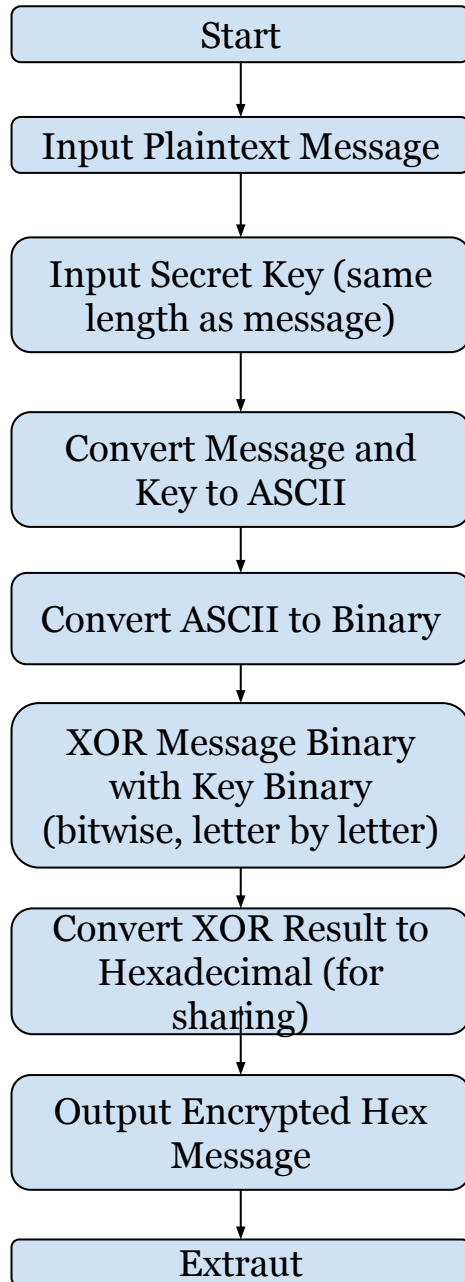 Start
Input Plaintext Message
Input Secret Key (same
length as message)
Convert Message and
Key to ASCII
Convert ASCII to Binary
XOR Message Binary
with Key Binary
(bitwise, letter by letter)
Convert XOR Result to
Hexadecimal (for
sharing)
Output Encrypted Hex
Message
Extraut